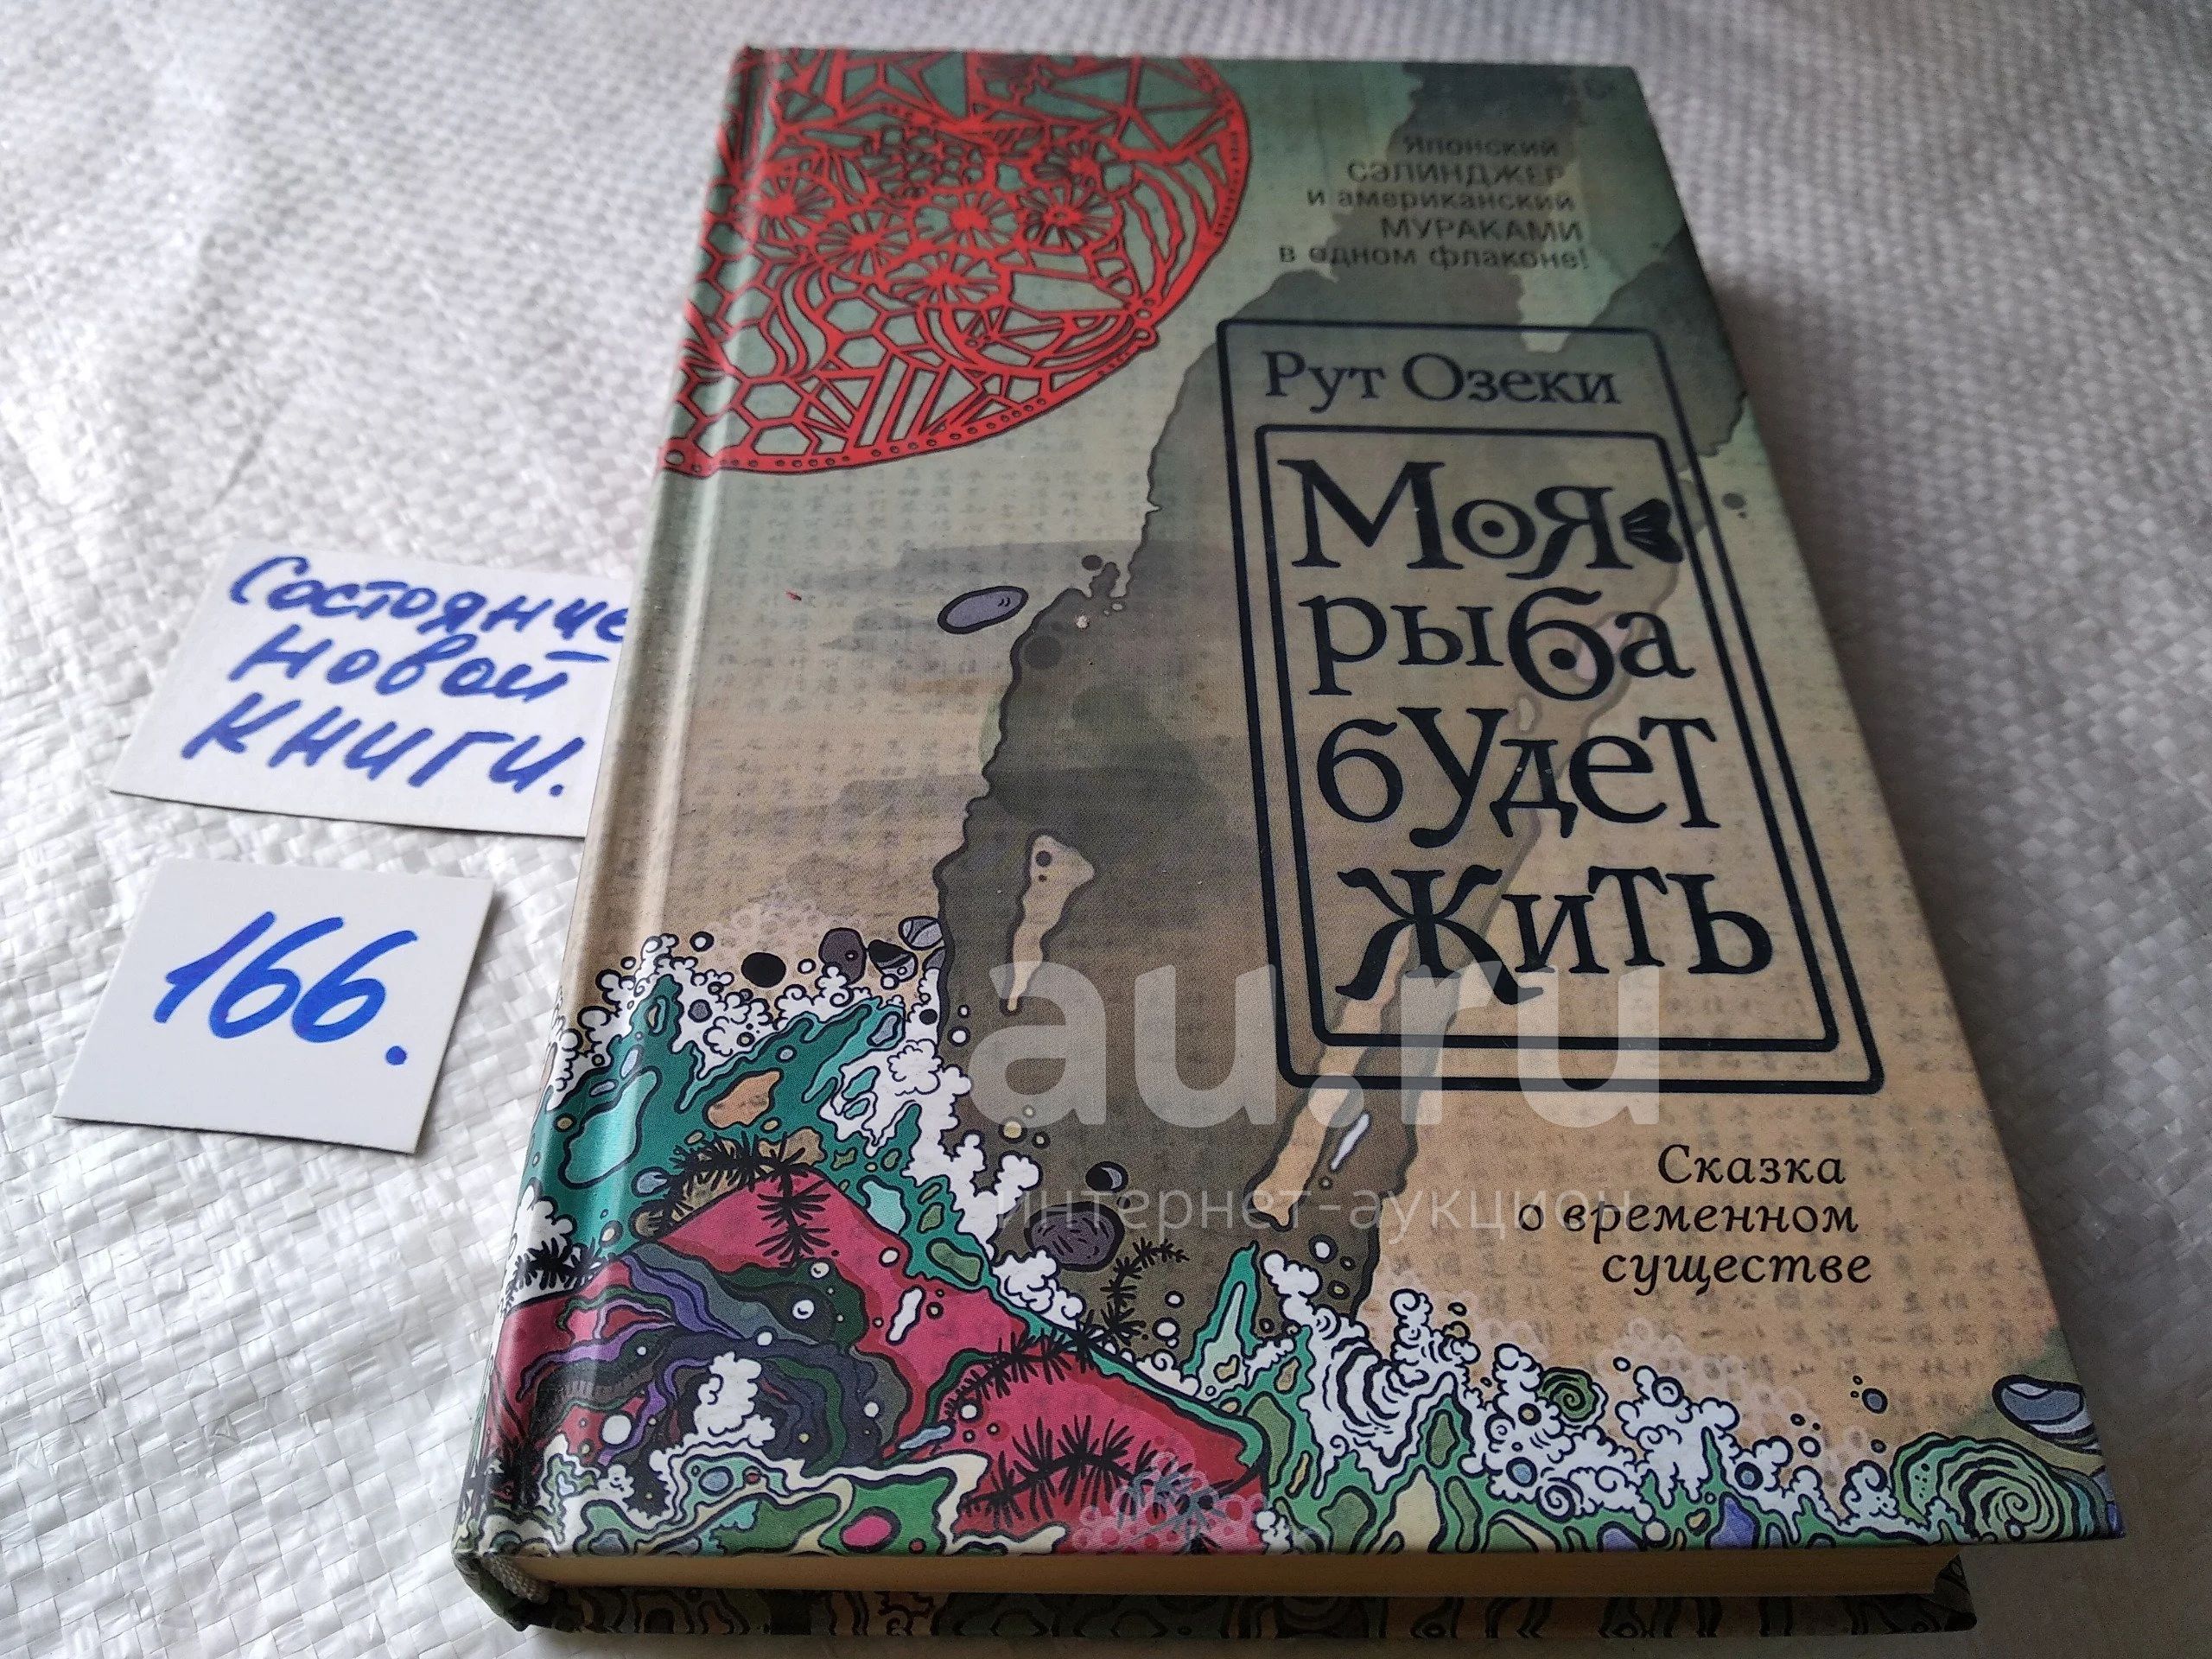 Японский
СЭЛИНДЖЕР
и американский
МУРАКАМИ
в одном флаконе!
Рут Озеки
Моя
рыба
будет
жить
Сказка
о временном
существе
Состояние
новой
книги.
166.
au.ru
интернет-аукцион